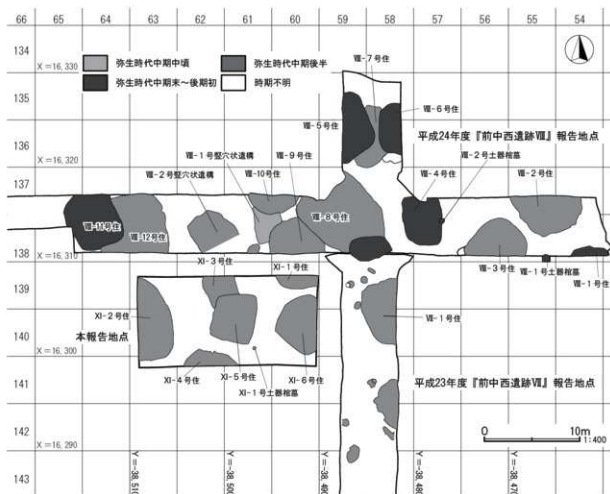 66 65 64 63 62 61 60 59 58 57 56 55 54
134
X=16,330
135
136
X=16,320
137
138
X=16,310
139
140
X=16,300
141
142
X=16,290
143
弥生時代中期中頃
弥生時代中期後半
弥生時代中期末～後期初
時期不明
Ⅷ-7号住
Ⅷ-5号住
Ⅷ-6号住
平成24年度『前中西遺跡Ⅷ』報告地点
Ⅷ-1号竪穴状遺構
Ⅷ-9号住
Ⅷ-2号土器棺墓
Ⅷ-2号竪穴状遺構
Ⅷ-10号住
Ⅷ-4号住
Ⅷ-2号住
Ⅷ-11号住
Ⅷ-12号住
Ⅷ-8号住
Ⅺ-3号住
Ⅺ-1号住
Ⅷ-3号住
Ⅷ-1号土器棺墓
Ⅷ-1号住
Ⅺ-2号住
Ⅶ-1号住
本報告地点
Ⅺ-4号住
Ⅺ-5号住
Ⅺ-6号住
Ⅺ-1号土器棺墓
平成23年度『前中西遺跡Ⅶ』報告地点
0 10m
1:400
Y=-38,510
Y=-38,500
Y=-38,490
Y=-38,480
Y=-38,470